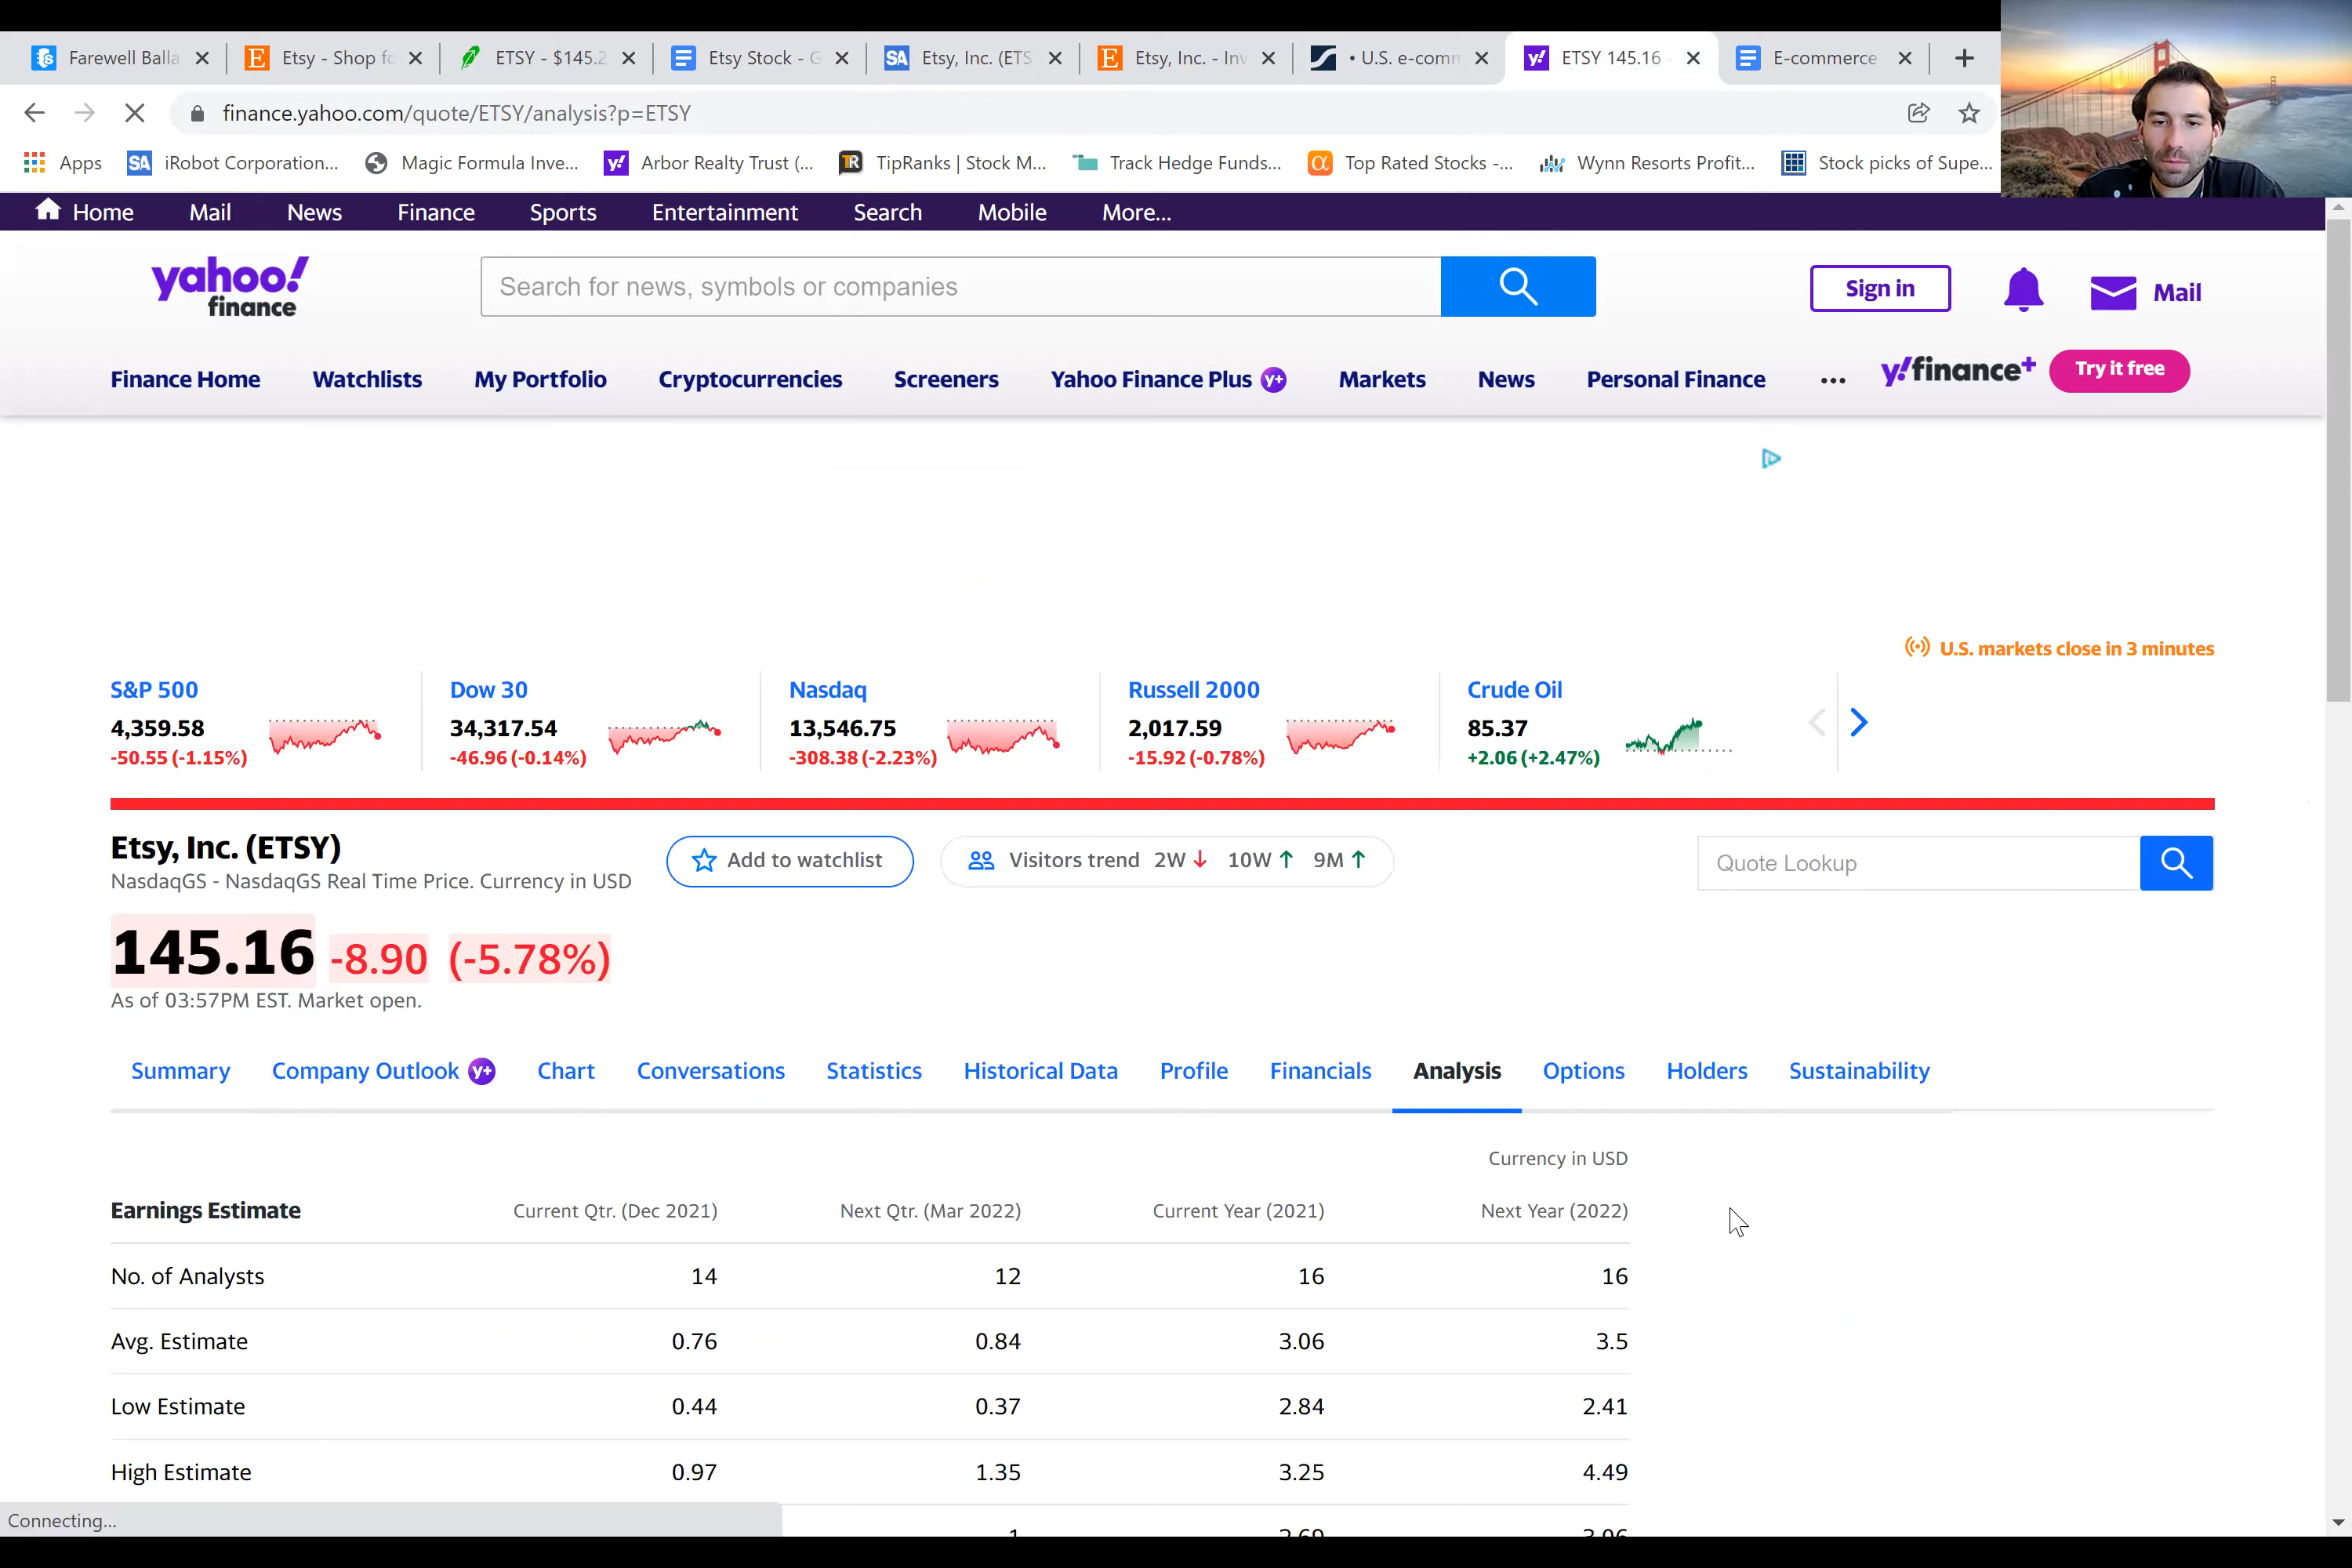 Farewell Balla
Etsy - Shop fo
ETSY - $145.2
Etsy Stock - G
SA Etsy, Inc. (ETS
Etsy, Inc. - Inv
• U.S. e-comm
y! ETSY 145.16 -
E-commerce
finance.yahoo.com/quote/ETSY/analysis?p=ETSY
Apps
SA iRobot Corporation...
Magic Formula Inve...
y! Arbor Realty Trust (...
TR TipRanks | Stock M...
Track Hedge Funds...
α Top Rated Stocks -...
Wynn Resorts Profit...
Stock picks of Supe...
Home Mail News Finance Sports Entertainment Search Mobile More...
yahoo!
finance
Search for news, symbols or companies
Sign in
Mail
Finance Home Watchlists My Portfolio Cryptocurrencies Screeners Yahoo Finance Plus y+ Markets News Personal Finance ...
y!finance+ Try it free
U.S. markets close in 3 minutes
S&P 500
4,359.58
-50.55 (-1.15%)
Dow 30
34,317.54
-46.96 (-0.14%)
Nasdaq
13,546.75
-308.38 (-2.23%)
Russell 2000
2,017.59
-15.92 (-0.78%)
Crude Oil
85.37
+2.06 (+2.47%)
Etsy, Inc. (ETSY)
NasdaqGS - NasdaqGS Real Time Price. Currency in USD
Add to watchlist
Visitors trend 2W ↓ 10W ↑ 9M ↑
Quote Lookup
145.16 -8.90 (-5.78%)
As of 03:57PM EST. Market open.
Summary Company Outlook y+ Chart Conversations Statistics Historical Data Profile Financials Analysis Options Holders Sustainability
Currency in USD
Earnings Estimate Current Qtr. (Dec 2021) Next Qtr. (Mar 2022) Current Year (2021) Next Year (2022)
No. of Analysts 14 12 16 16
Avg. Estimate 0.76 0.84 3.06 3.5
Low Estimate 0.44 0.37 2.84 2.41
High Estimate 0.97 1.35 3.25 4.49
1 2.69 3.06
Connecting...